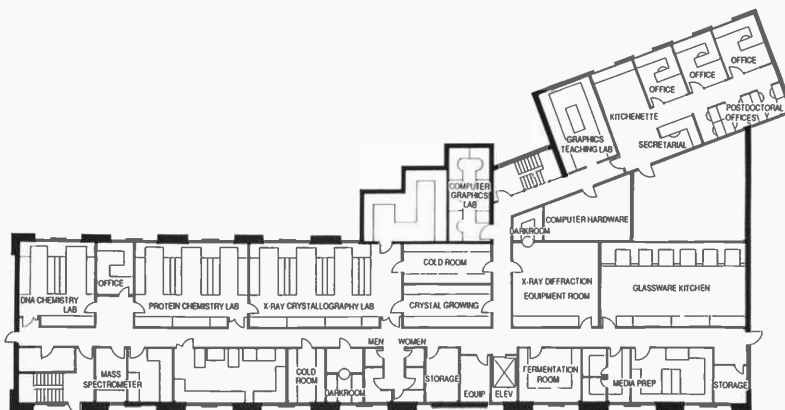 OFFICE
OFFICE
OFFICE
KITCHENETTE
POSTDOCTORAL
OFFICES
GRAPHICS
TEACHING LAB
SECRETARIAL
COMPUTER
GRAPHICS
LAB
COMPUTER HARDWARE
DARKROOM
COLD ROOM
DNA CHEMISTRY
LAB
OFFICE
PROTEIN CHEMISTRY LAB
X-RAY CRYSTALLOGRAPHY LAB
CRYSTAL GROWING
X-RAY DIFFRACTION
EQUIPMENT ROOM
GLASSWARE KITCHEN
MEN
WOMEN
MASS
SPECTROMETER
COLD
ROOM
DARKROOM
STORAGE
EQUIP
ELEV
FERMENTATION
ROOM
MEDIA PREP
STORAGE